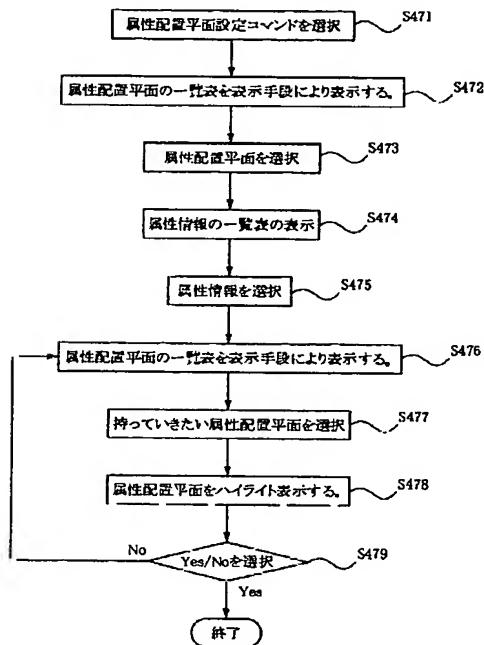 属性配置平面設定コマンドを選択
S471
属性配置平面の一覧表を表示手段により表示する。
S472
属性配置平面を選択
S473
属性情報の一覧表の表示
S474
属性情報を選択
S475
属性配置平面の一覧表を表示手段により表示する。
S476
持っていきたい属性配置平面を選択
S477
属性配置平面をハイライト表示する。
S478
No
Yes/Noを選択
S479
Yes
終了